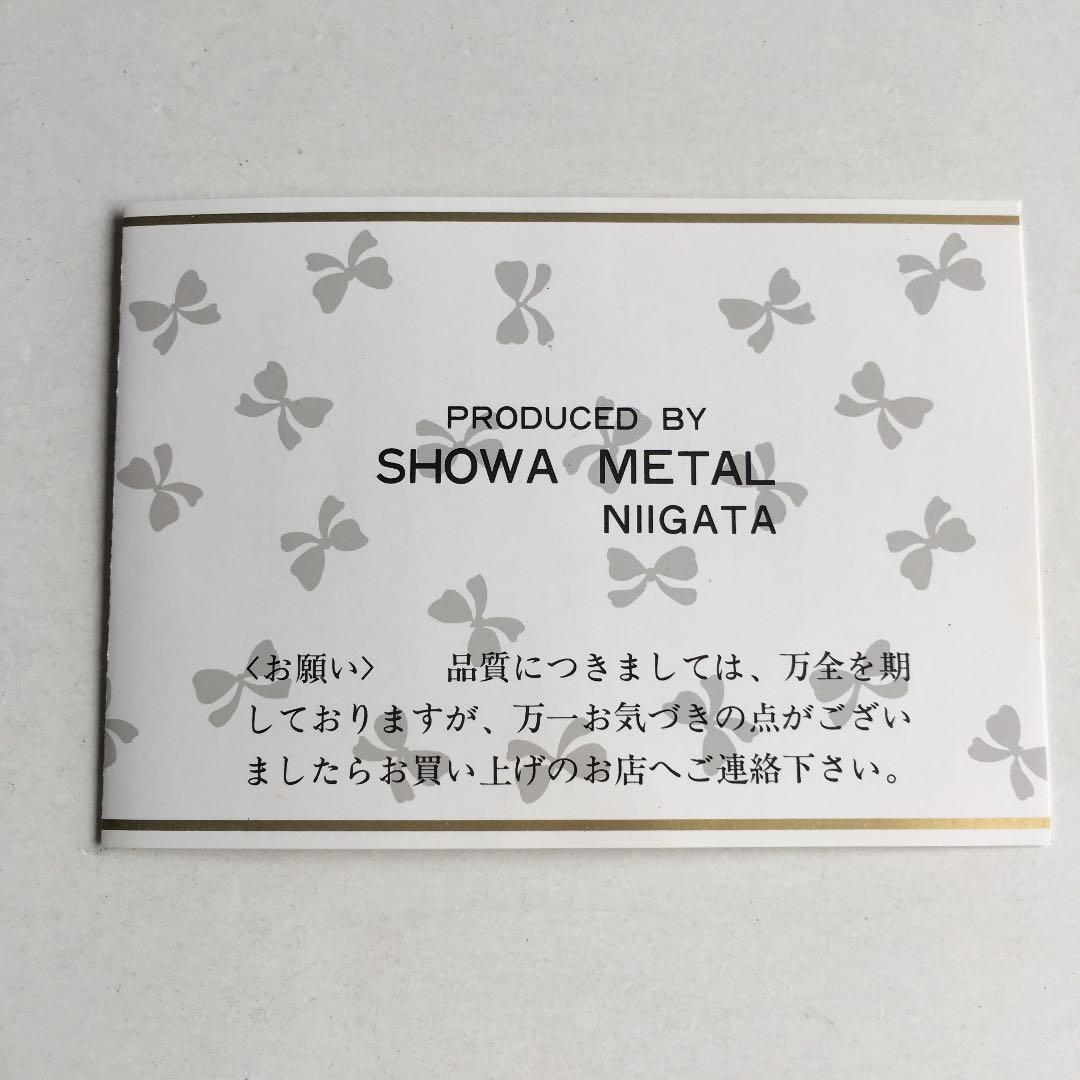 PRODUCED BY
SHOWA METAL
NIIGATA
〈お願い〉　品質につきましては、万全を期
しておりますが、万一お気づきの点がござい
ましたらお買い上げのお店へご連絡下さい。